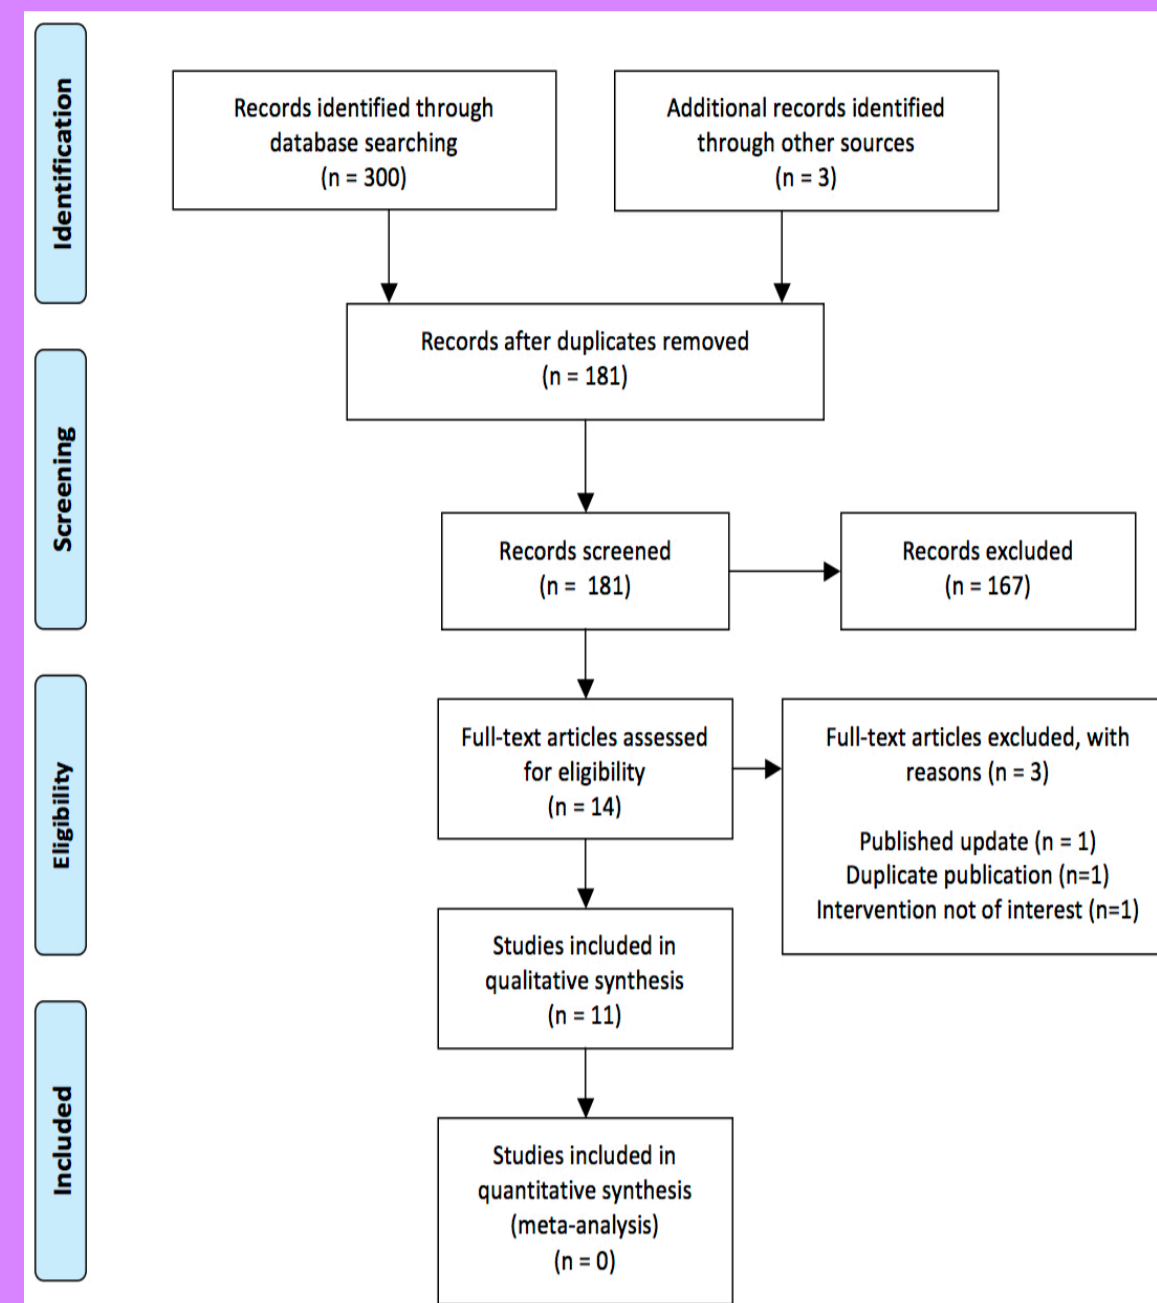 Identification
Records identified through
database searching
(n = 300)
Additional records identified
through other sources
(n = 3)
Records after duplicates removed
(n = 181)
Screening
Records screened
(n =  181)
Records excluded
(n = 167)
Eligibility
Full-text articles assessed
for eligibility
(n = 14)
Full-text articles excluded, with
reasons (n = 3)
Published update (n = 1)
Duplicate publication (n=1)
Intervention not of interest (n=1)
Studies included in
qualitative synthesis
(n = 11)
Included
Studies included in
quantitative synthesis
(meta-analysis)
(n = 0)